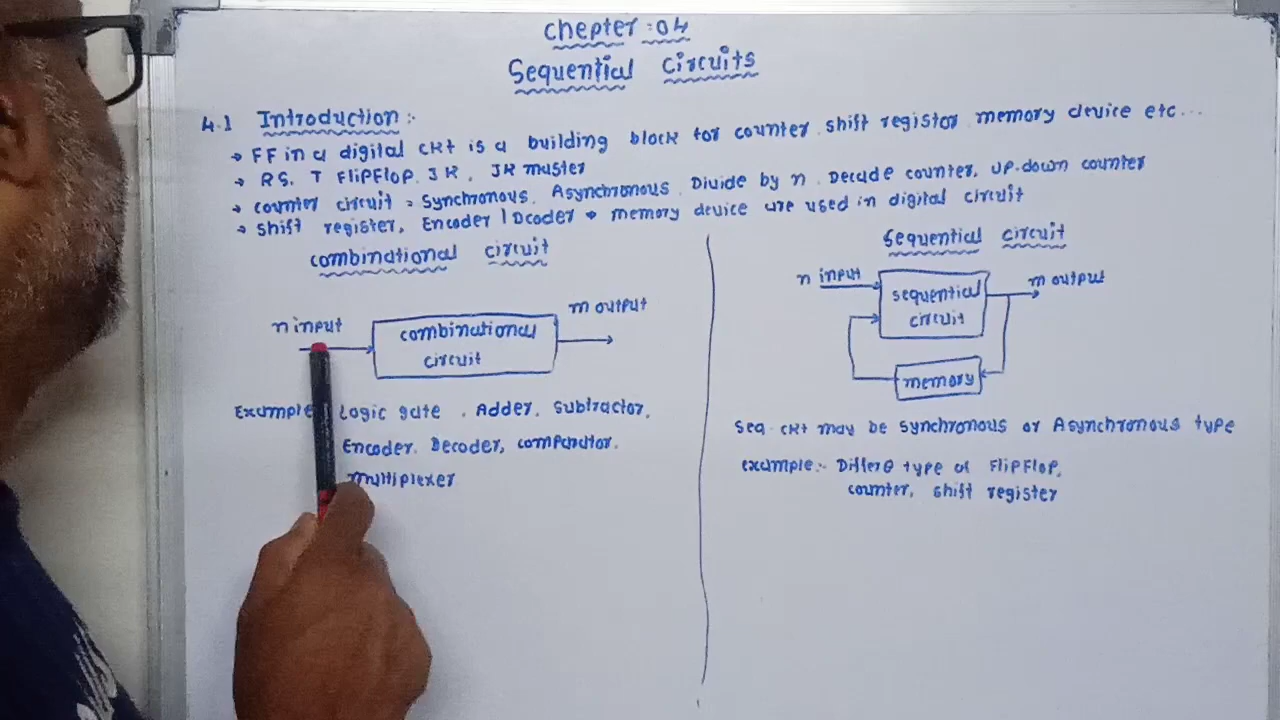 Chepter :04
Sequential Circuits
4.1 Introduction :-
→ FF in a digital CKT is a building block for counter shift registor memory device etc...
→ RS, T FlipFlop, JK, JK master
→ counter circuit = Synchronous, Asynchronous, Divide by n, Decade counter, up-down counter
→ Shift register, Encoder | Dcoder → memory device are used in digital circuit
combinational circuit
n input
combinational
circuit
m output
Example Logic gate, Adder, Subtractor,
Encoder, Decoder, comparator,
multiplexer
Sequential circuit
n input
sequential
circuit
m output
memory
Seq CKT may be Synchronous or Asynchronous type
example:- type of FlipFlop,
counter, shift register